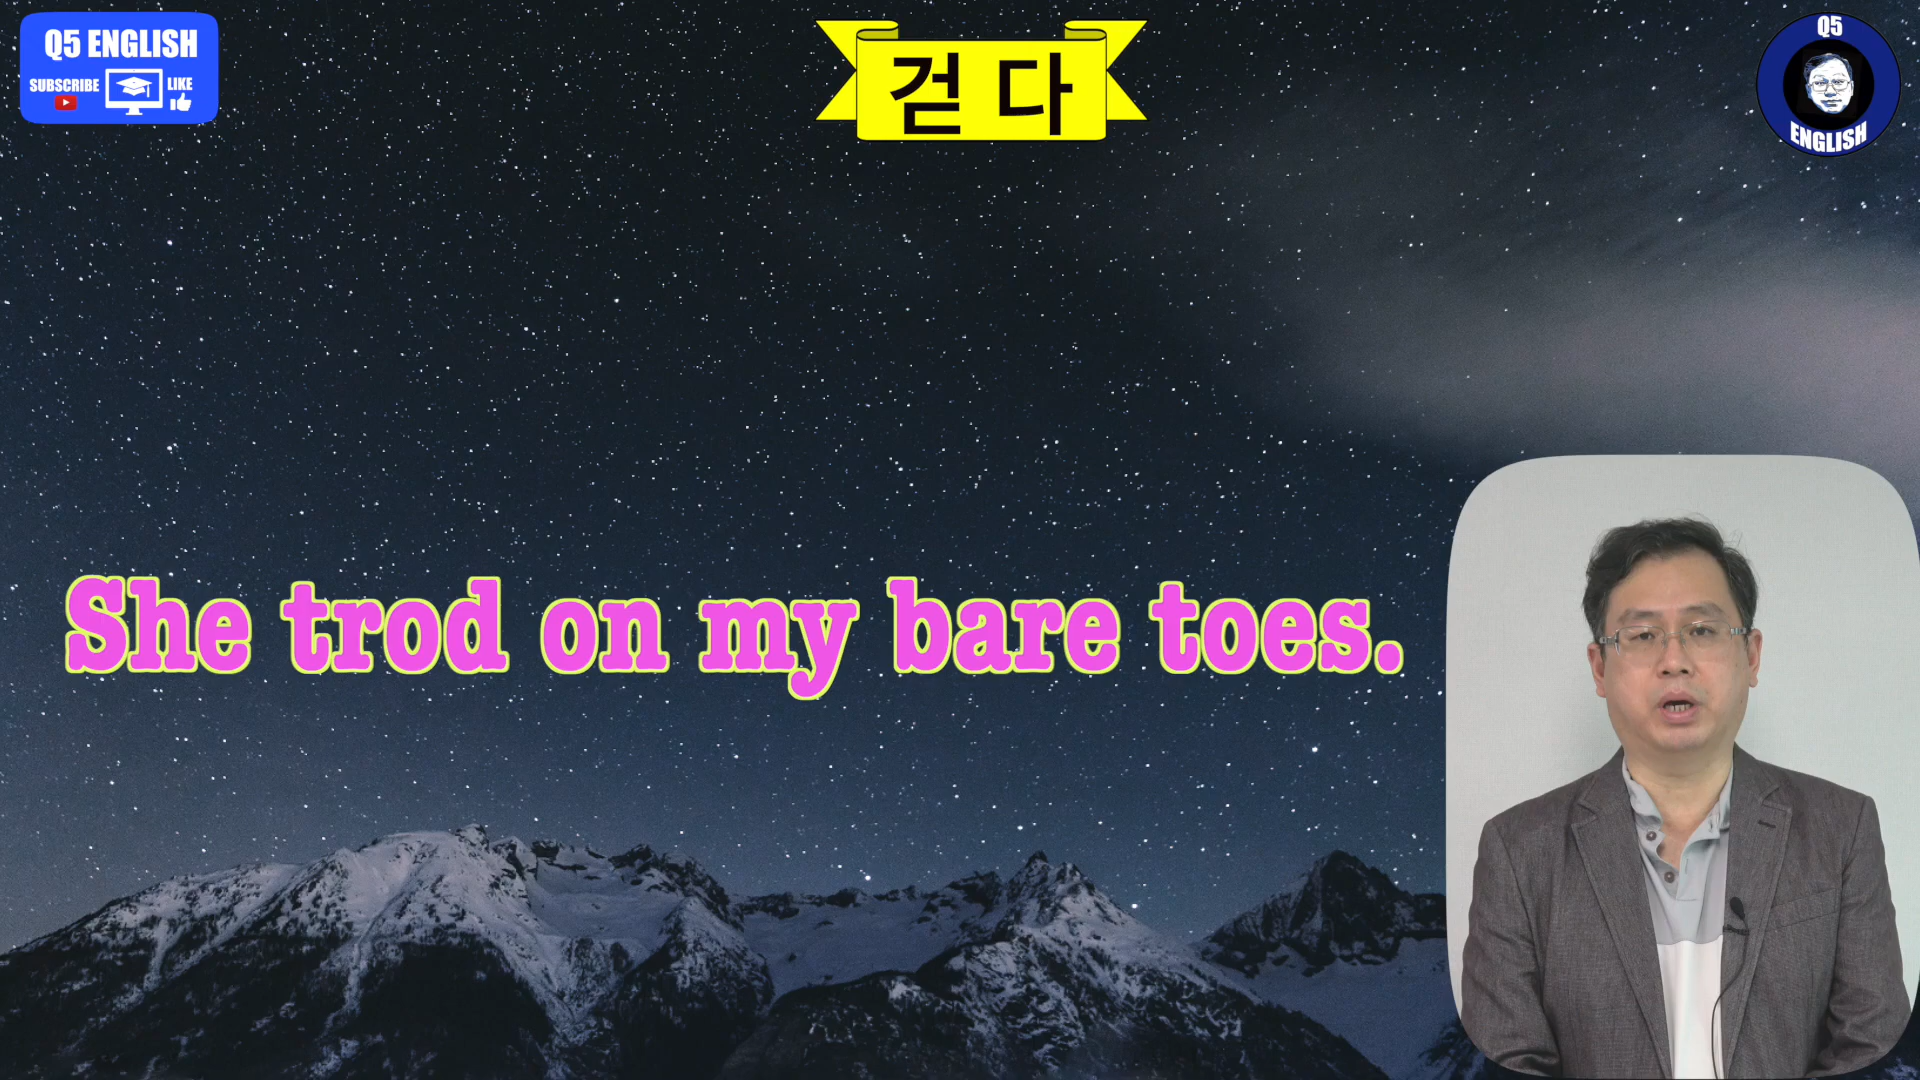 Q5 ENGLISH
SUBSCRIBE
LIKE
걷다
Q5
ENGLISH
She trod on my bare toes.